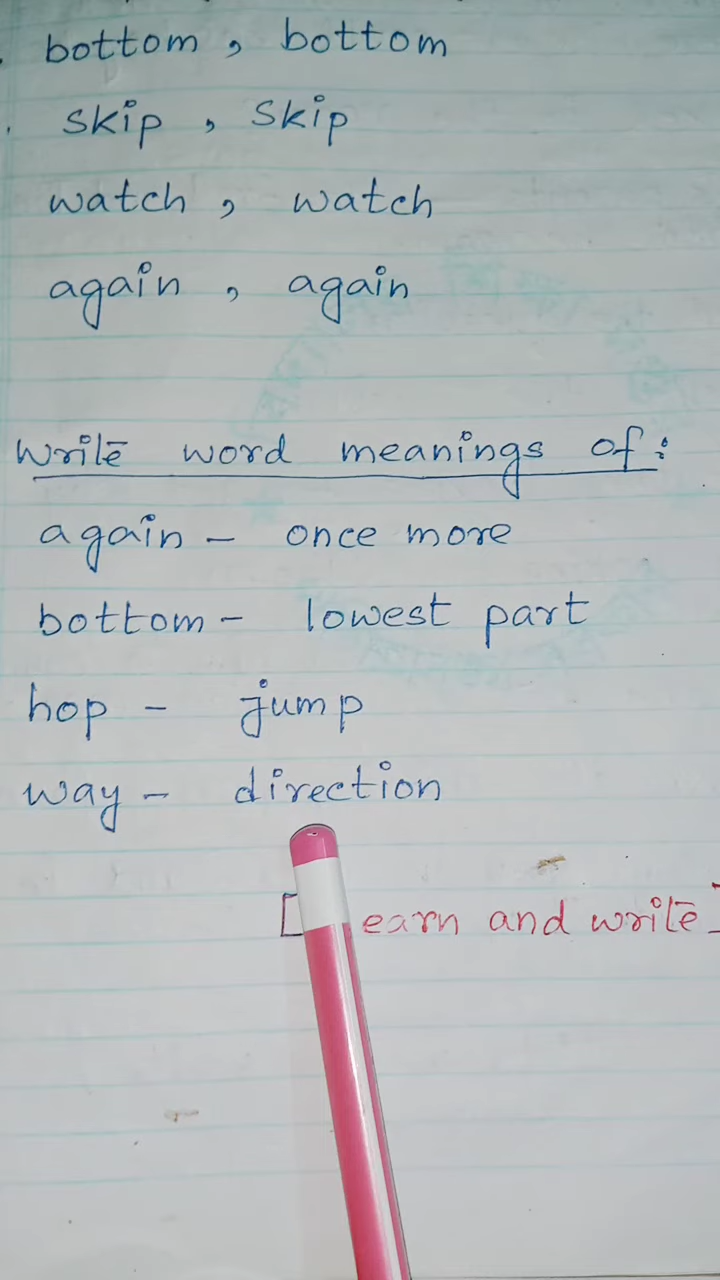 bottom, bottom
skip, skip
watch, watch
again, again
Write word meanings of:
again - once more
bottom - lowest part
hop - jump
way - direction
[ earn and write]